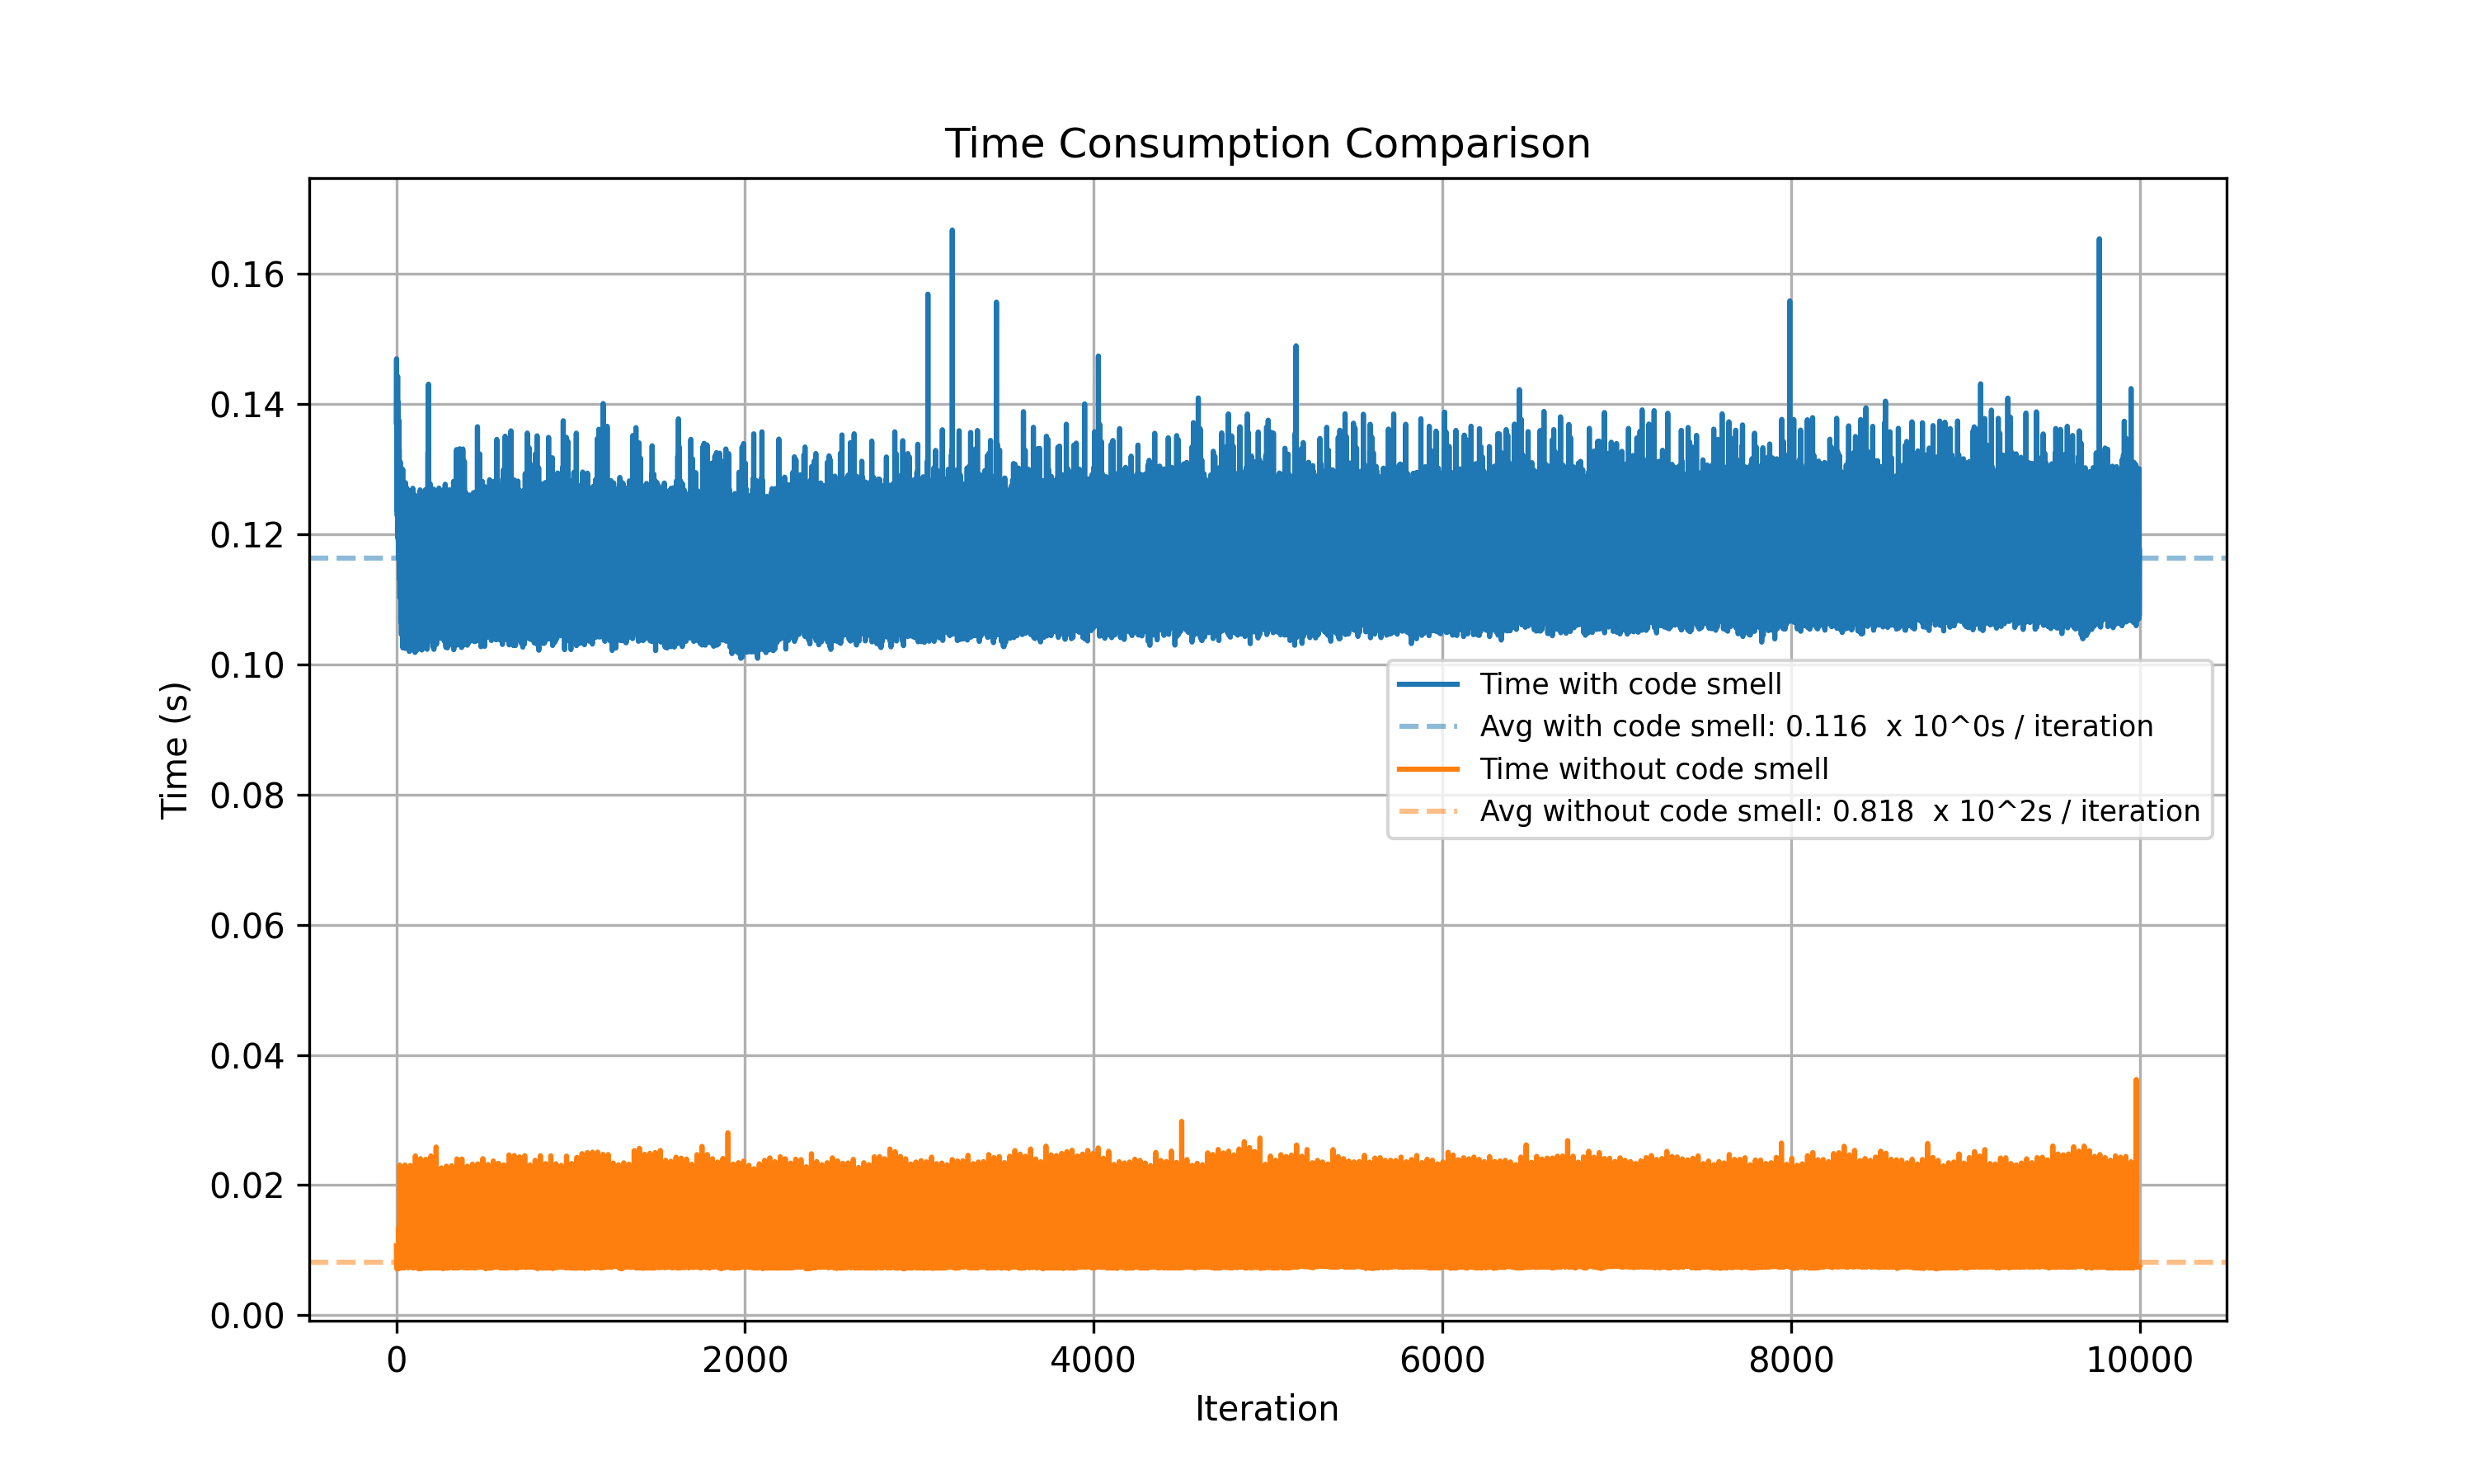 Time Consumption Comparison
0.16
0.14
0.12
0.10
0.08
0.06
0.04
0.02
0.00
Time (s)
Time with code smell
Avg with code smell: 0.116  x 10^0s / iteration
Time without code smell
Avg without code smell: 0.818  x 10^2s / iteration
0 2000 4000 6000 8000 10000
Iteration